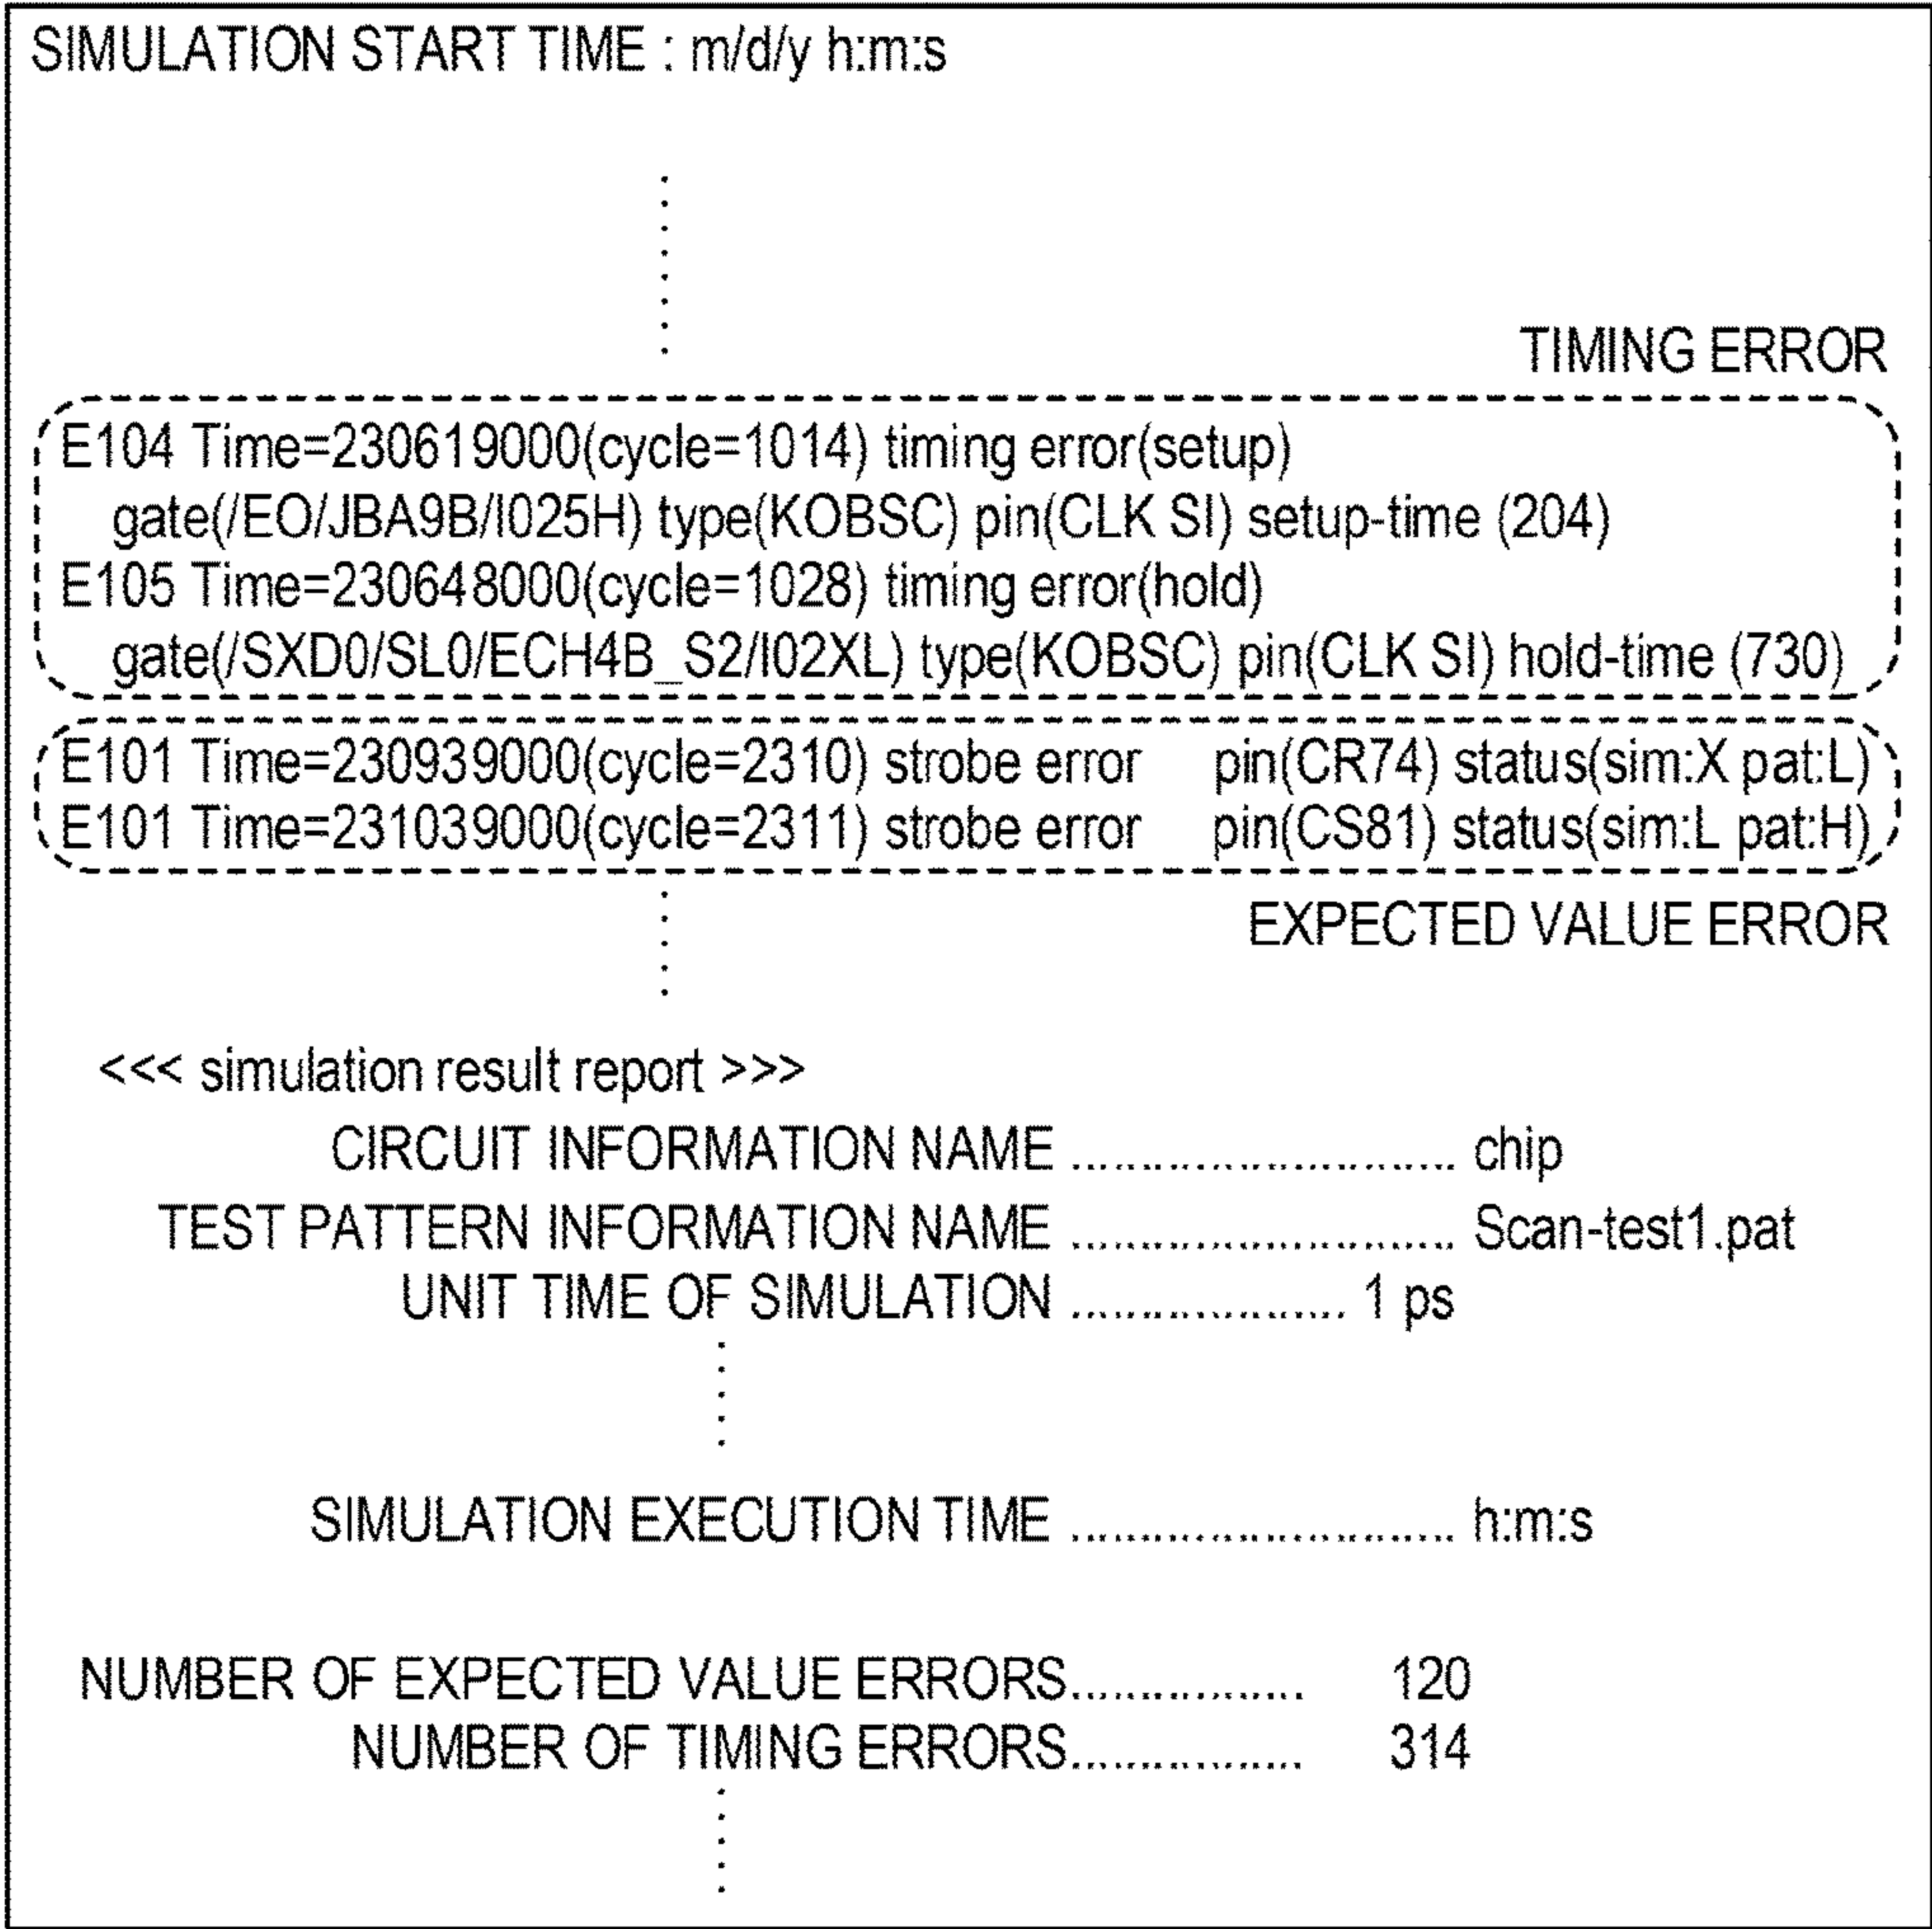 SIMULATION START TIME : m/d/y h:m:s
TIMING ERROR
E104 Time=230619000(cycle=1014) timing error(setup)
gate(/EO/JBA9B/I025H) type(KOBSC) pin(CLK SI) setup-time (204)
E105 Time=230648000(cycle=1028) timing error(hold)
gate(/SXD0/SL0/ECH4B_S2/I02XL) type(KOBSC) pin(CLK SI) hold-time (730)
E101 Time=230939000(cycle=2310) strobe error pin(CR74) status(sim:X pat:L)
E101 Time=231039000(cycle=2311) strobe error pin(CS81) status(sim:L pat:H)
EXPECTED VALUE ERROR
<<< simulation result report >>>
CIRCUIT INFORMATION NAME ........................... chip
TEST PATTERN INFORMATION NAME ........................... Scan-test1.pat
UNIT TIME OF SIMULATION ................... 1 ps
SIMULATION EXECUTION TIME ........................... h:m:s
NUMBER OF EXPECTED VALUE ERRORS................ 120
NUMBER OF TIMING ERRORS................ 314